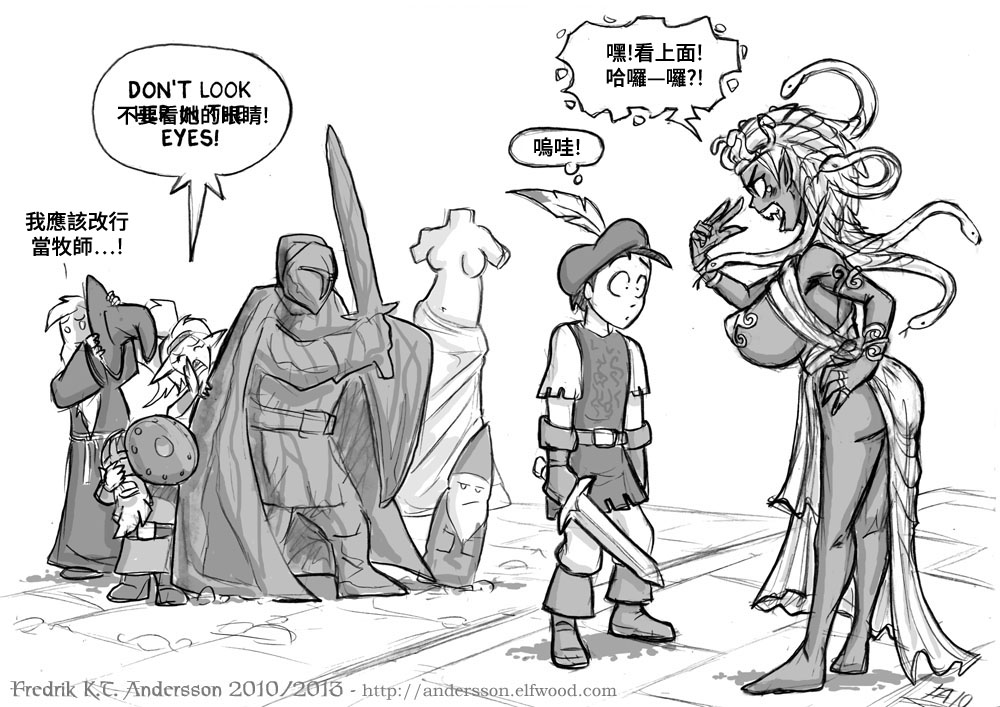 DON'T LOOK
不要看她的眼睛!
EYES!
我應該改行
當牧師...!
嗚哇!
嘿!看上面!
哈囉—囉?!
Fredrik K.T. Andersson 2010/2013 - http://andersson.elfwood.com